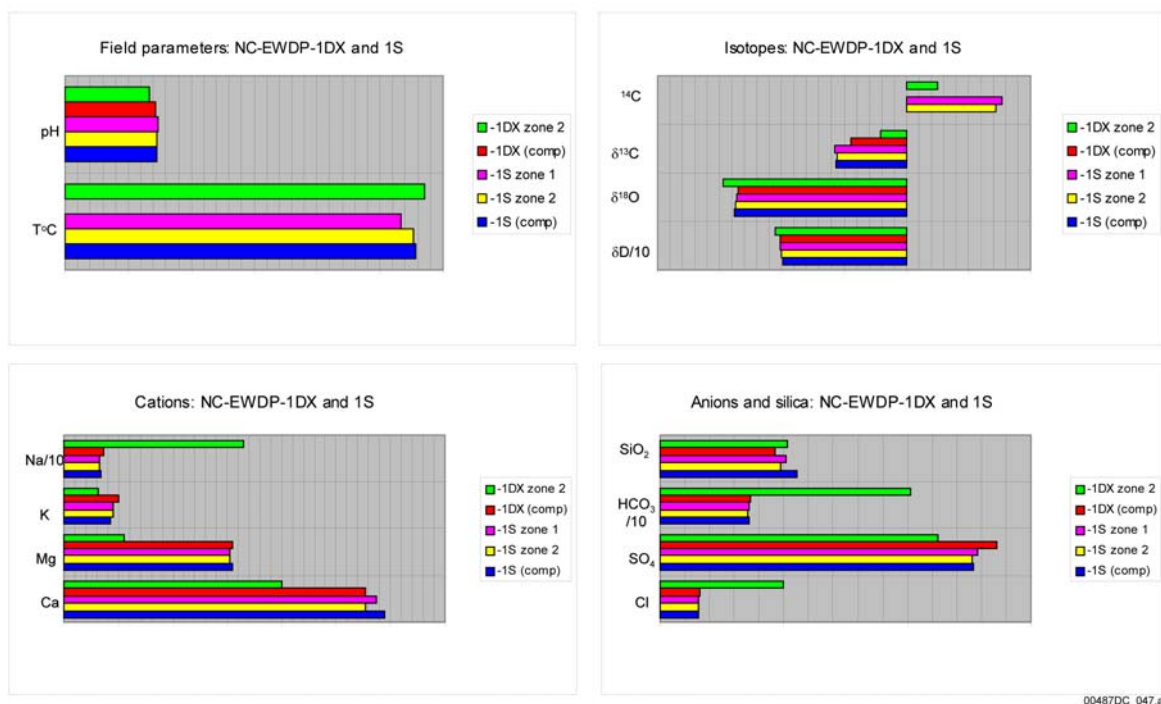 Field parameters: NC-EWDP-1DX and 1S
pH
T°C
-1DX zone 2
-1DX (comp)
-1S zone 1
-1S zone 2
-1S (comp)
Isotopes: NC-EWDP-1DX and 1S
¹⁴C
δ¹³C
δ¹⁸O
δD/10
-1DX zone 2
-1DX (comp)
-1S zone 1
-1S zone 2
-1S (comp)
Cations: NC-EWDP-1DX and 1S
Na/10
K
Mg
Ca
-1DX zone 2
-1DX (comp)
-1S zone 1
-1S zone 2
-1S (comp)
Anions and silica: NC-EWDP-1DX and 1S
SiO₂
HCO₃
/10
SO₄
Cl
-1DX zone 2
-1DX (comp)
-1S zone 1
-1S zone 2
-1S (comp)